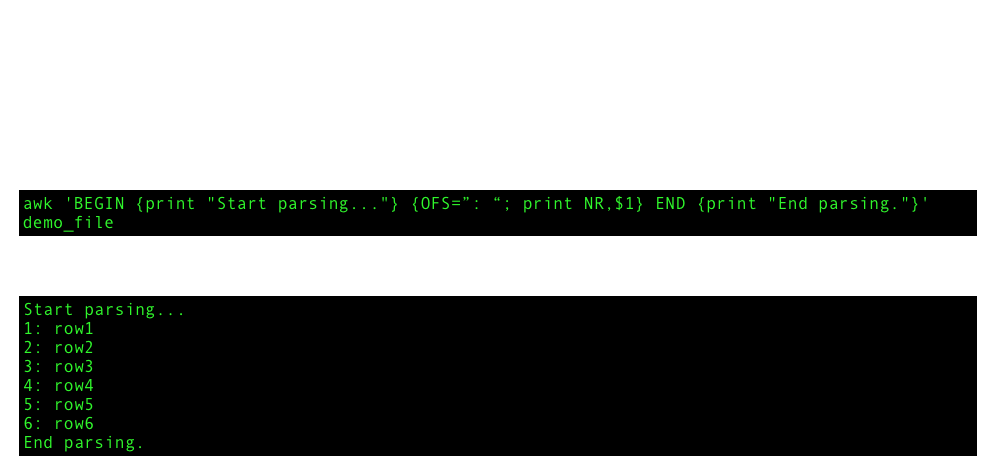 awk 'BEGIN {print "Start parsing..."} {OFS=”: “; print NR,$1} END {print "End parsing."}'
demo_file
Start parsing...
1: row1
2: row2
3: row3
4: row4
5: row5
6: row6
End parsing.